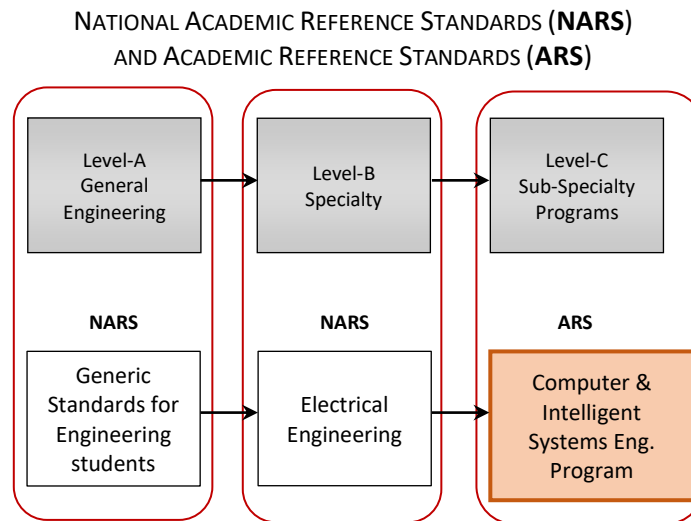 NATIONAL ACADEMIC REFERENCE STANDARDS (NARS)
AND ACADEMIC REFERENCE STANDARDS (ARS)
Level-A
General
Engineering
Level-B
Specialty
Level-C
Sub-Specialty
Programs
NARS
NARS
ARS
Generic
Standards for
Engineering
students
Electrical
Engineering
Computer &
Intelligent
Systems Eng.
Program